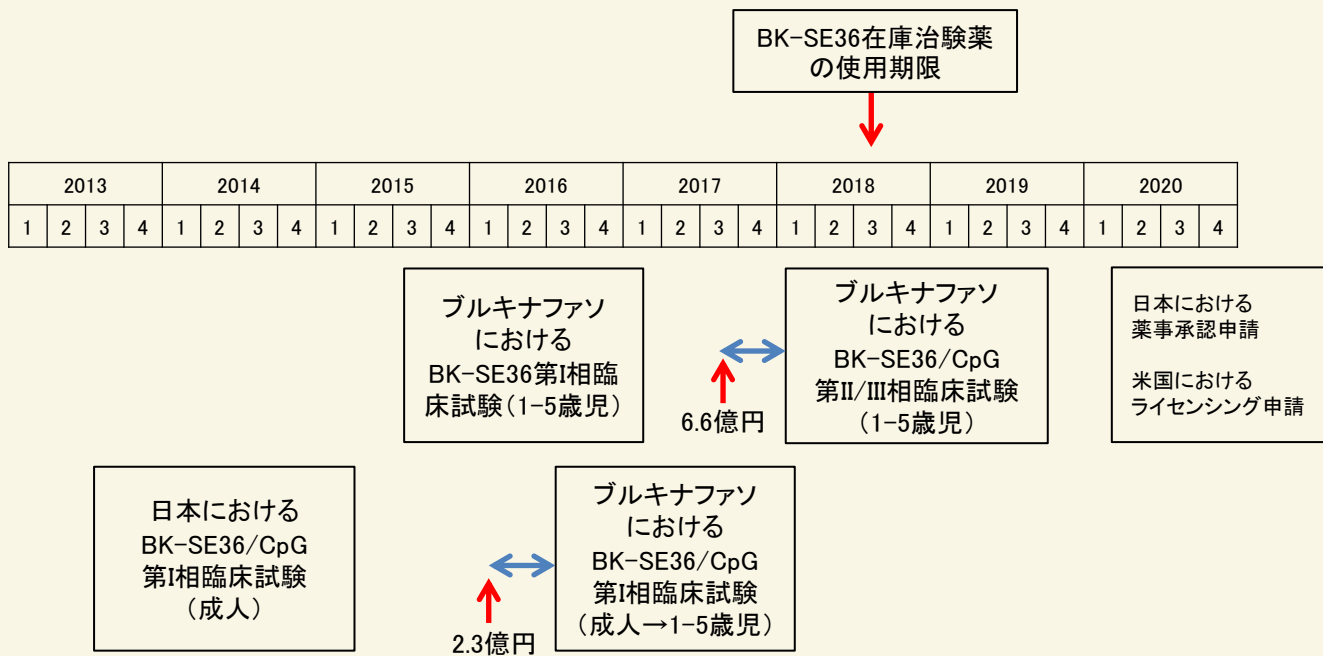 BK-SE36在庫治験薬
の使用期限
2013 2014 2015 2016 2017 2018 2019 2020
1 2 3 4 1 2 3 4 1 2 3 4 1 2 3 4 1 2 3 4 1 2 3 4 1 2 3 4 1 2 3 4
ブルキナファソ
における
BK-SE36第I相臨
床試験(1-5歳児)
6.6億円
ブルキナファソ
における
BK-SE36/CpG
第II/III相臨床試験
(1-5歳児)
日本における
薬事承認申請
米国における
ライセンシング申請
日本における
BK-SE36/CpG
第I相臨床試験
(成人)
2.3億円
ブルキナファソ
における
BK-SE36/CpG
第I相臨床試験
(成人→1-5歳児)